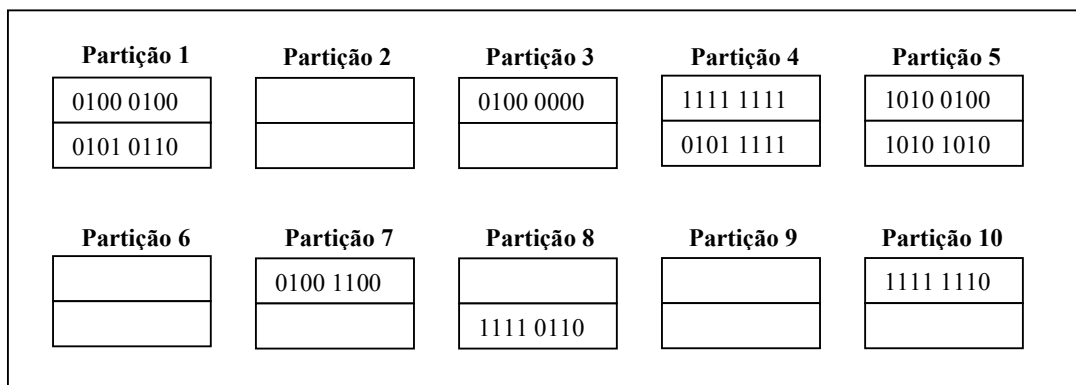 Partição 1 Partição 2 Partição 3 Partição 4 Partição 5
0100 0100 0100 0000 1111 1111 1010 0100
0101 0110 0101 1111 1010 1010
Partição 6 Partição 7 Partição 8 Partição 9 Partição 10
0100 1100 1111 1110
1111 0110